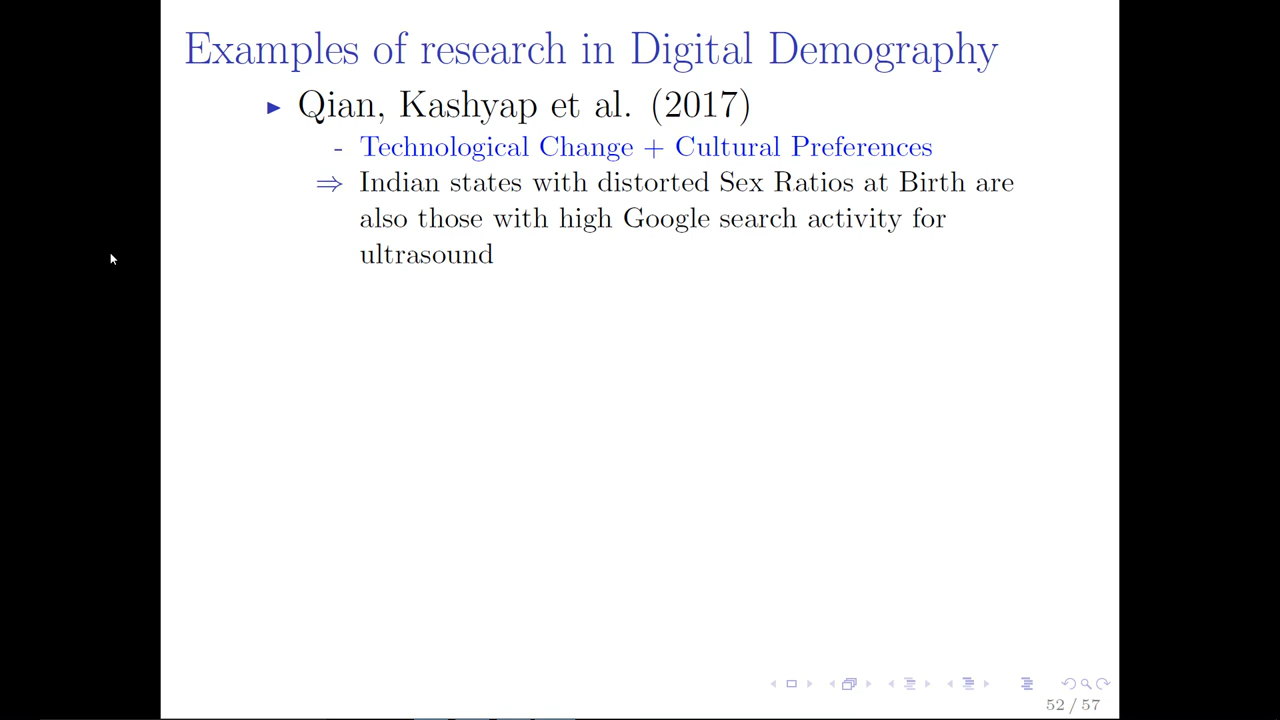 Examples of research in Digital Demography
▶ Qian, Kashyap et al. (2017)
- Technological Change + Cultural Preferences
⇒ Indian states with distorted Sex Ratios at Birth are
also those with high Google search activity for
ultrasound
52 / 57